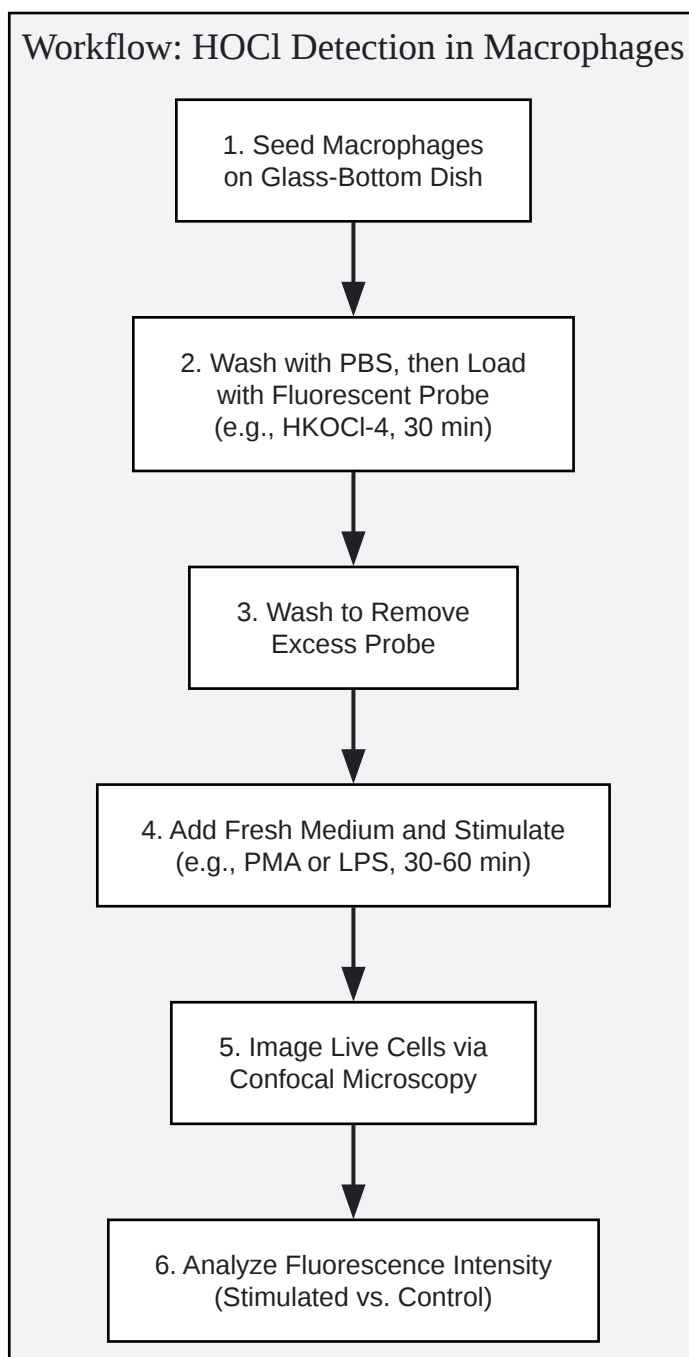 Workflow: HOCl Detection in Macrophages
1. Seed Macrophages
on Glass-Bottom Dish
2. Wash with PBS, then Load
with Fluorescent Probe
(e.g., HKOCl-4, 30 min)
3. Wash to Remove
Excess Probe
4. Add Fresh Medium and Stimulate
(e.g., PMA or LPS, 30-60 min)
5. Image Live Cells via
Confocal Microscopy
6. Analyze Fluorescence Intensity
(Stimulated vs. Control)